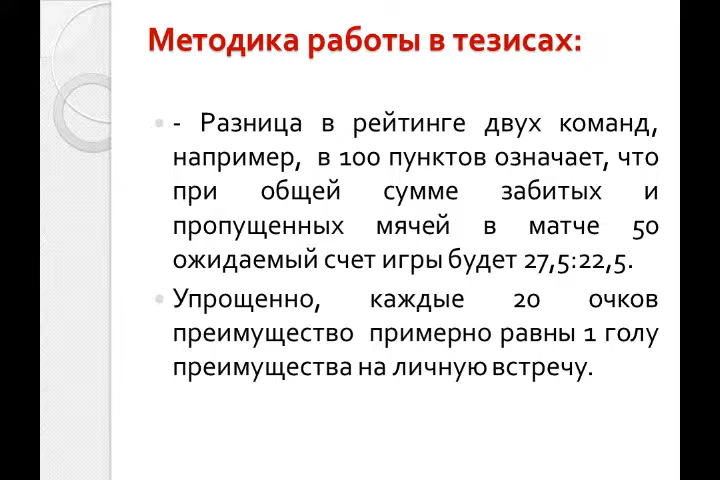 Методика работы в тезисах:
- Разница в рейтинге двух команд,
например, в 100 пунктов означает, что
при общей сумме забитых и
пропущенных мячей в матче 50
ожидаемый счет игры будет 27,5:22,5.
Упрощенно, каждые 20 очков
преимущество примерно равны 1 голу
преимущества на личную встречу.